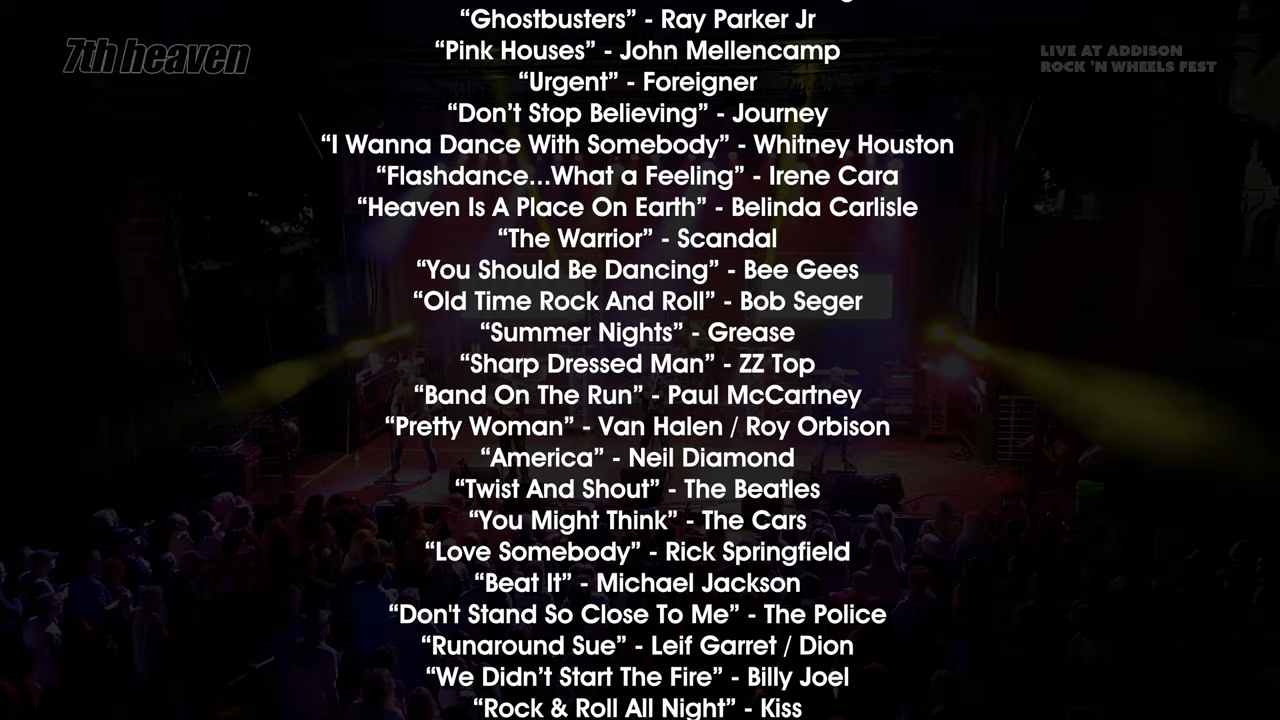 “Ghostbusters” - Ray Parker Jr
7th heaven
“Pink Houses” - John Mellencamp
LIVE AT ADDISON
ROCK 'N WHEELS FEST
“Urgent” - Foreigner
“Don’t Stop Believing” - Journey
“I Wanna Dance With Somebody” - Whitney Houston
“Flashdance...What a Feeling” - Irene Cara
“Heaven Is A Place On Earth” - Belinda Carlisle
“The Warrior” - Scandal
“You Should Be Dancing” - Bee Gees
“Old Time Rock And Roll” - Bob Seger
“Summer Nights” - Grease
“Sharp Dressed Man” - ZZ Top
“Band On The Run” - Paul McCartney
“Pretty Woman” - Van Halen / Roy Orbison
“America” - Neil Diamond
“Twist And Shout” - The Beatles
“You Might Think” - The Cars
“Love Somebody” - Rick Springfield
“Beat It” - Michael Jackson
“Don't Stand So Close To Me” - The Police
“Runaround Sue” - Leif Garret / Dion
“We Didn’t Start The Fire” - Billy Joel
“Rock & Roll All Night” - Kiss